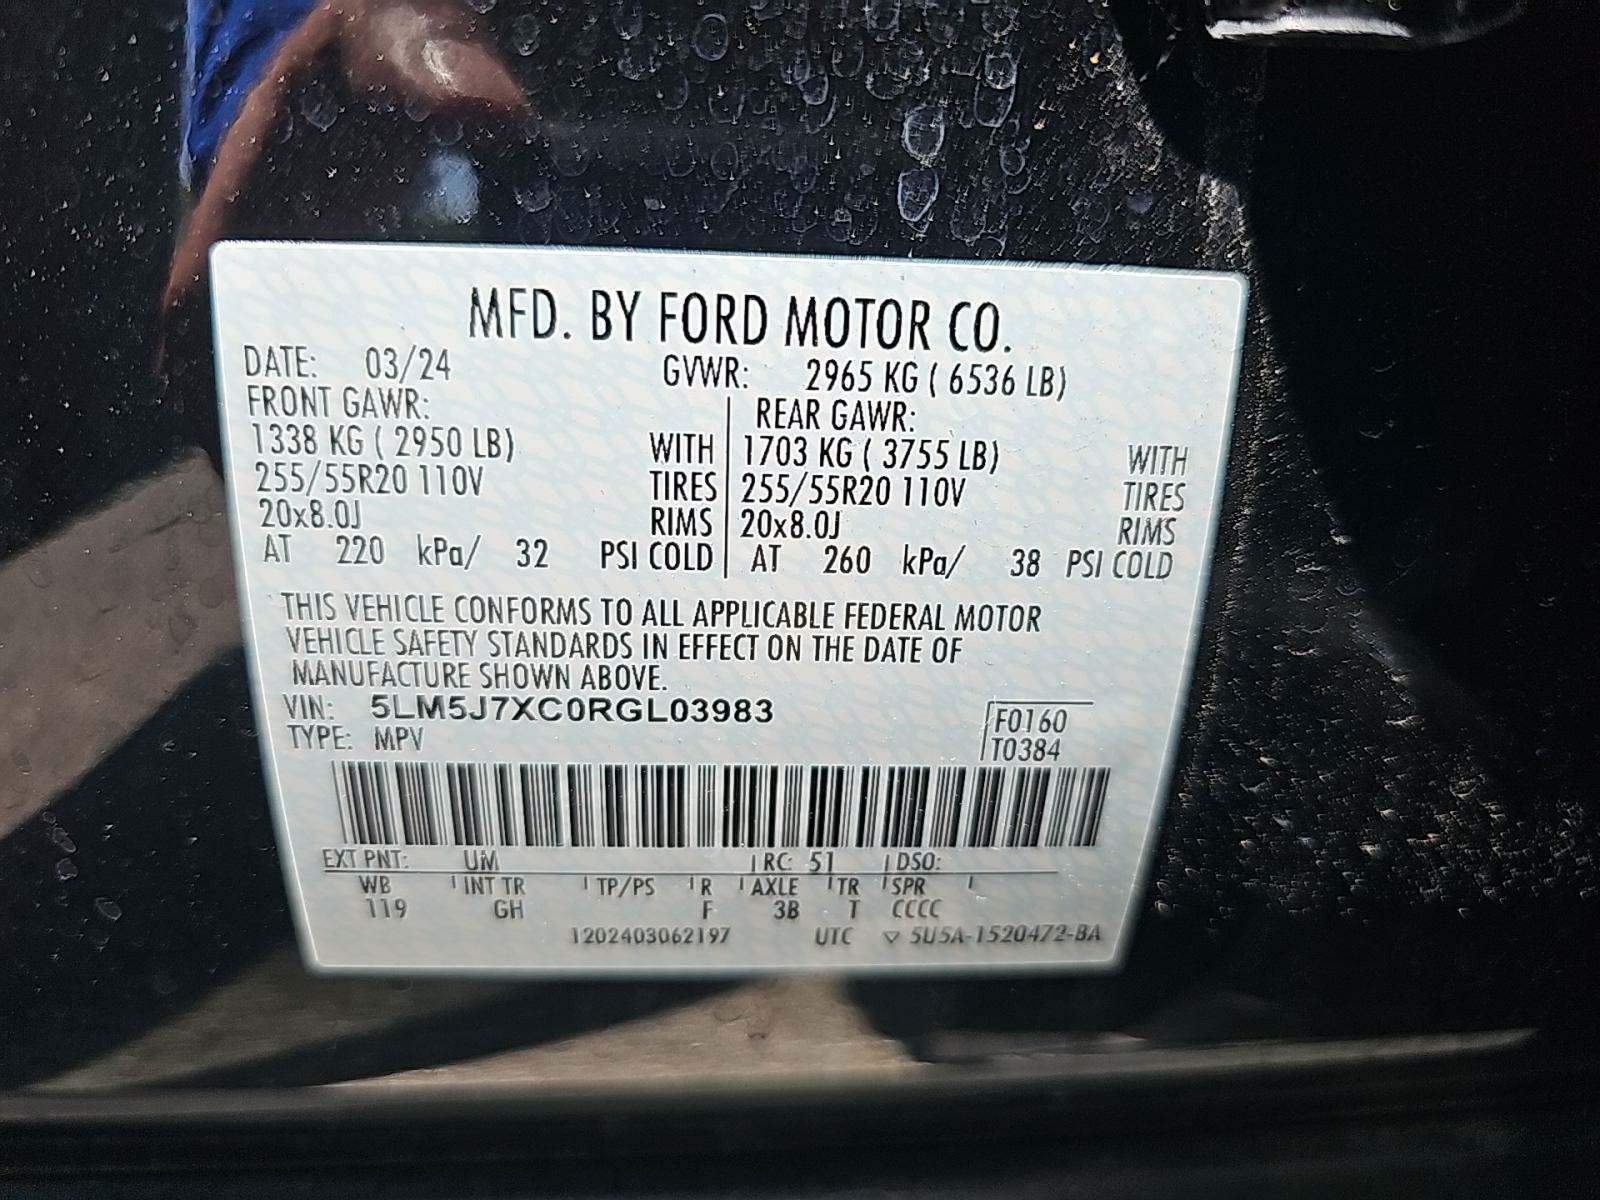 MFD. BY FORD MOTOR CO.
DATE: 03/24 GVWR: 2965 KG ( 6536 LB)
FRONT GAWR: REAR GAWR:
1338 KG ( 2950 LB) WITH 1703 KG ( 3755 LB) WITH
255/55R20 110V TIRES 255/55R20 110V TIRES
20x8.0J RIMS 20x8.0J RIMS
AT 220 kPa/ 32 PSI COLD AT 260 kPa/ 38 PSI COLD
THIS VEHICLE CONFORMS TO ALL APPLICABLE FEDERAL MOTOR
VEHICLE SAFETY STANDARDS IN EFFECT ON THE DATE OF
MANUFACTURE SHOWN ABOVE.
VIN: 5LM5J7XC0RGL03983 F0160
TYPE: MPV T0384
EXT PNT: UM RC: 51 DSO:
WB INT TR TP/PS R AXLE TR SPR
119 GH F 3B T CCCC
1202403062197 UTC ▽ 5U5A-1520472-BA